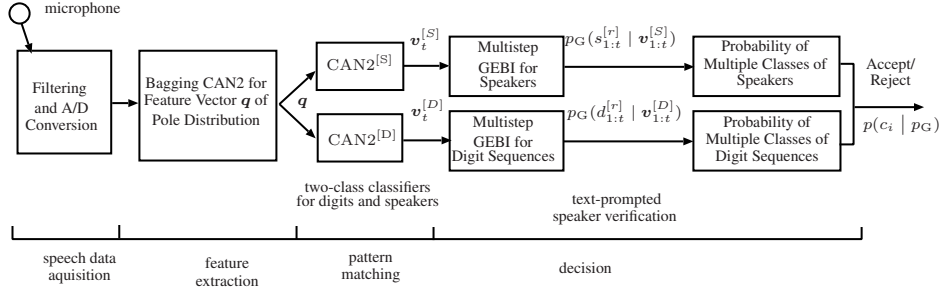 microphone
Filtering
and A/D
Conversion
Bagging CAN2 for
Feature Vector q of
Pole Distribution
q
CAN2^[S]
CAN2^[D]
v_t^[S]
v_t^[D]
two-class classifiers
for digits and speakers
Multistep
GEBI for
Speakers
Multistep
GEBI for
Digit Sequences
p_G(s_{1:t}^[r] | v_{1:t}^[S])
p_G(d_{1:t}^[r] | v_{1:t}^[D])
text-prompted
speaker verification
Probability of
Multiple Classes of
Speakers
Probability of
Multiple Classes of
Digit Sequences
Accept/
Reject
p(c_i | p_G)
speech data
aquisition
feature
extraction
pattern
matching
decision